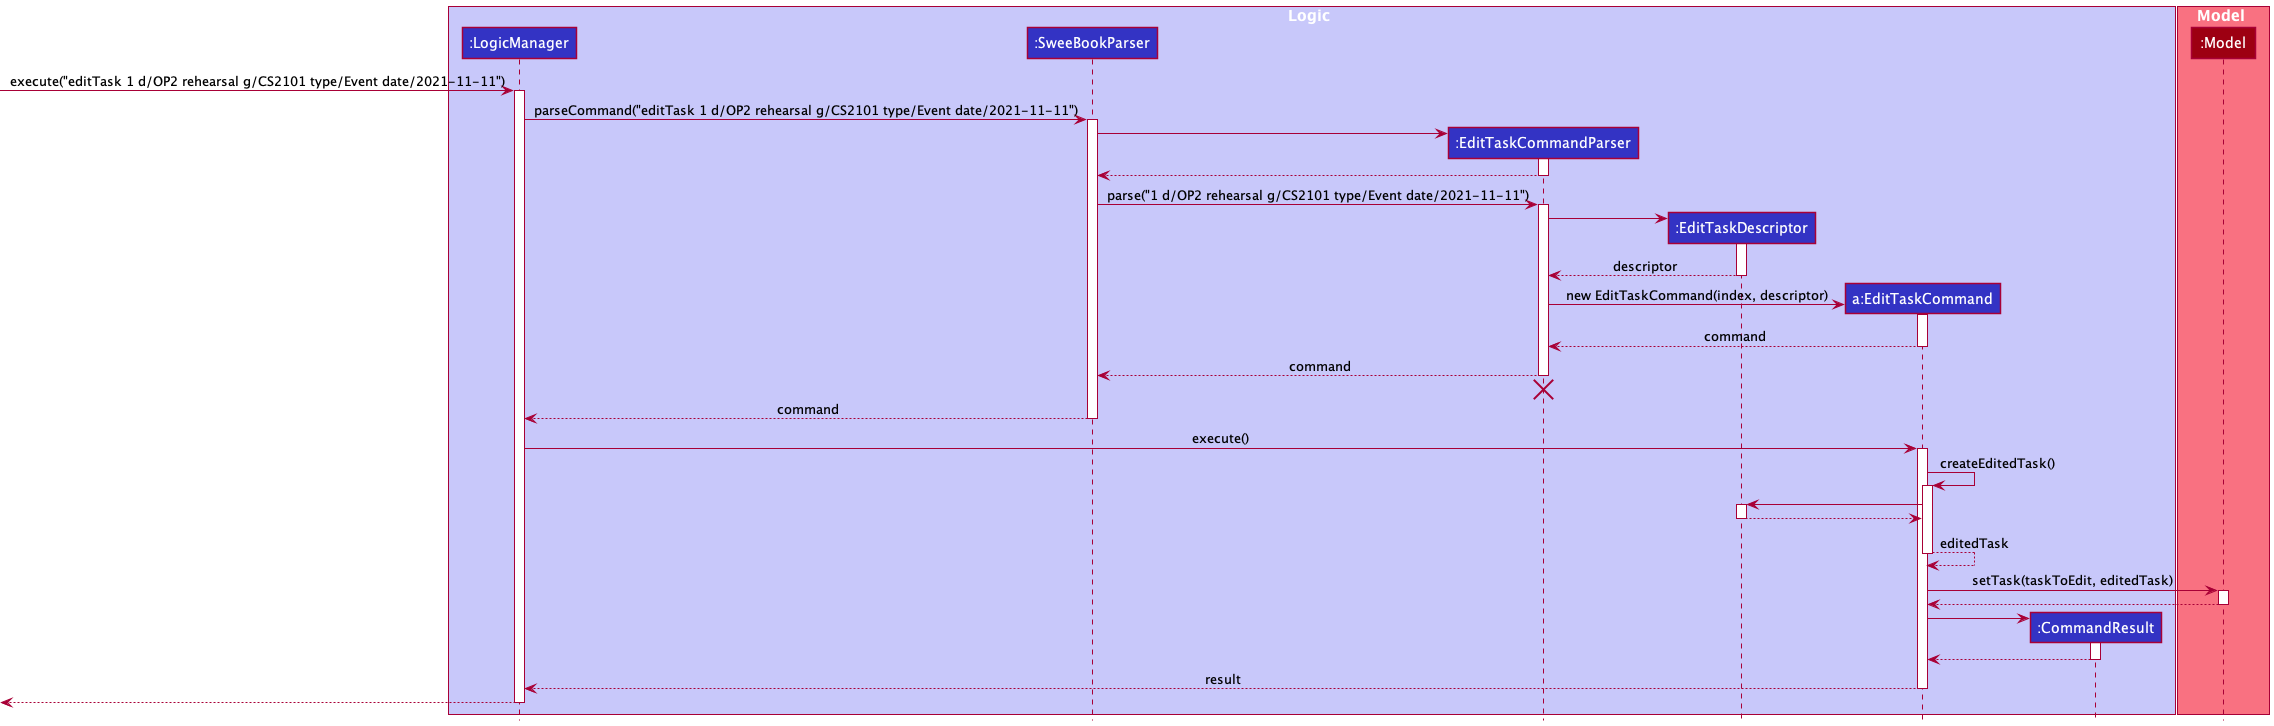 Logic
Model
:LogicManager
:SweeBookParser
:Model
execute("editTask 1 d/OP2 rehearsal g/CS2101 type/Event date/2021-11-11")
parseCommand("editTask 1 d/OP2 rehearsal g/CS2101 type/Event date/2021-11-11")
:EditTaskCommandParser
parse("1 d/OP2 rehearsal g/CS2101 type/Event date/2021-11-11")
:EditTaskDescriptor
descriptor
new EditTaskCommand(index, descriptor)
a:EditTaskCommand
command
command
command
execute()
createEditedTask()
editedTask
setTask(taskToEdit, editedTask)
:CommandResult
result